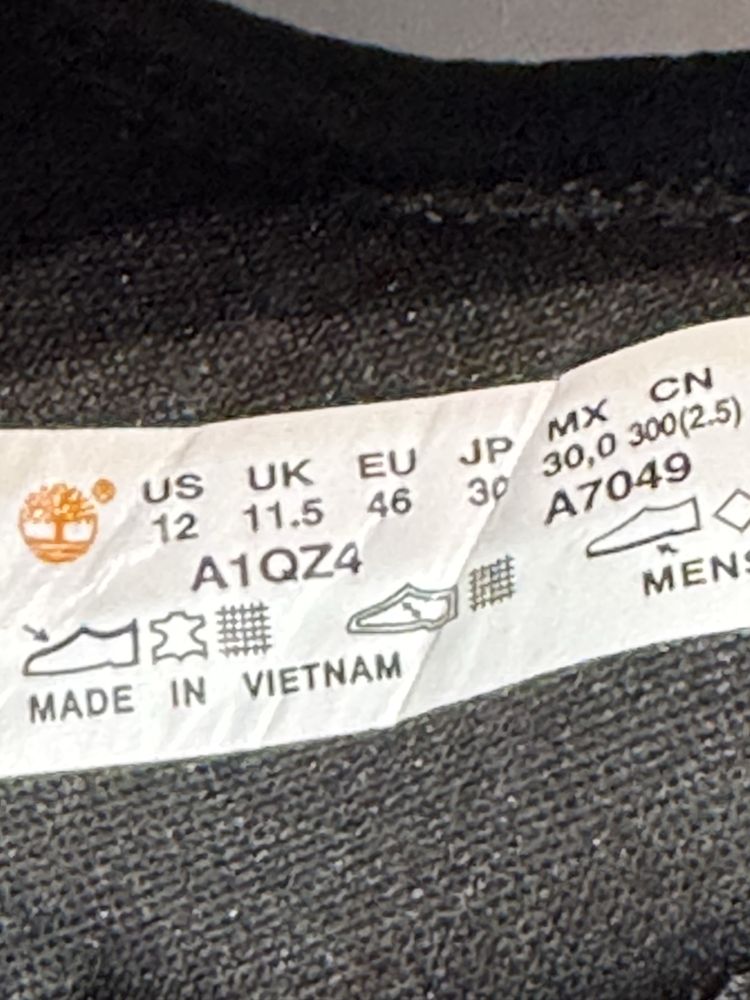 US UK EU JP MX CN
12 11.5 46 30 30,0 300(2.5)
A1QZ4 A7049
MADE IN VIETNAM MENS